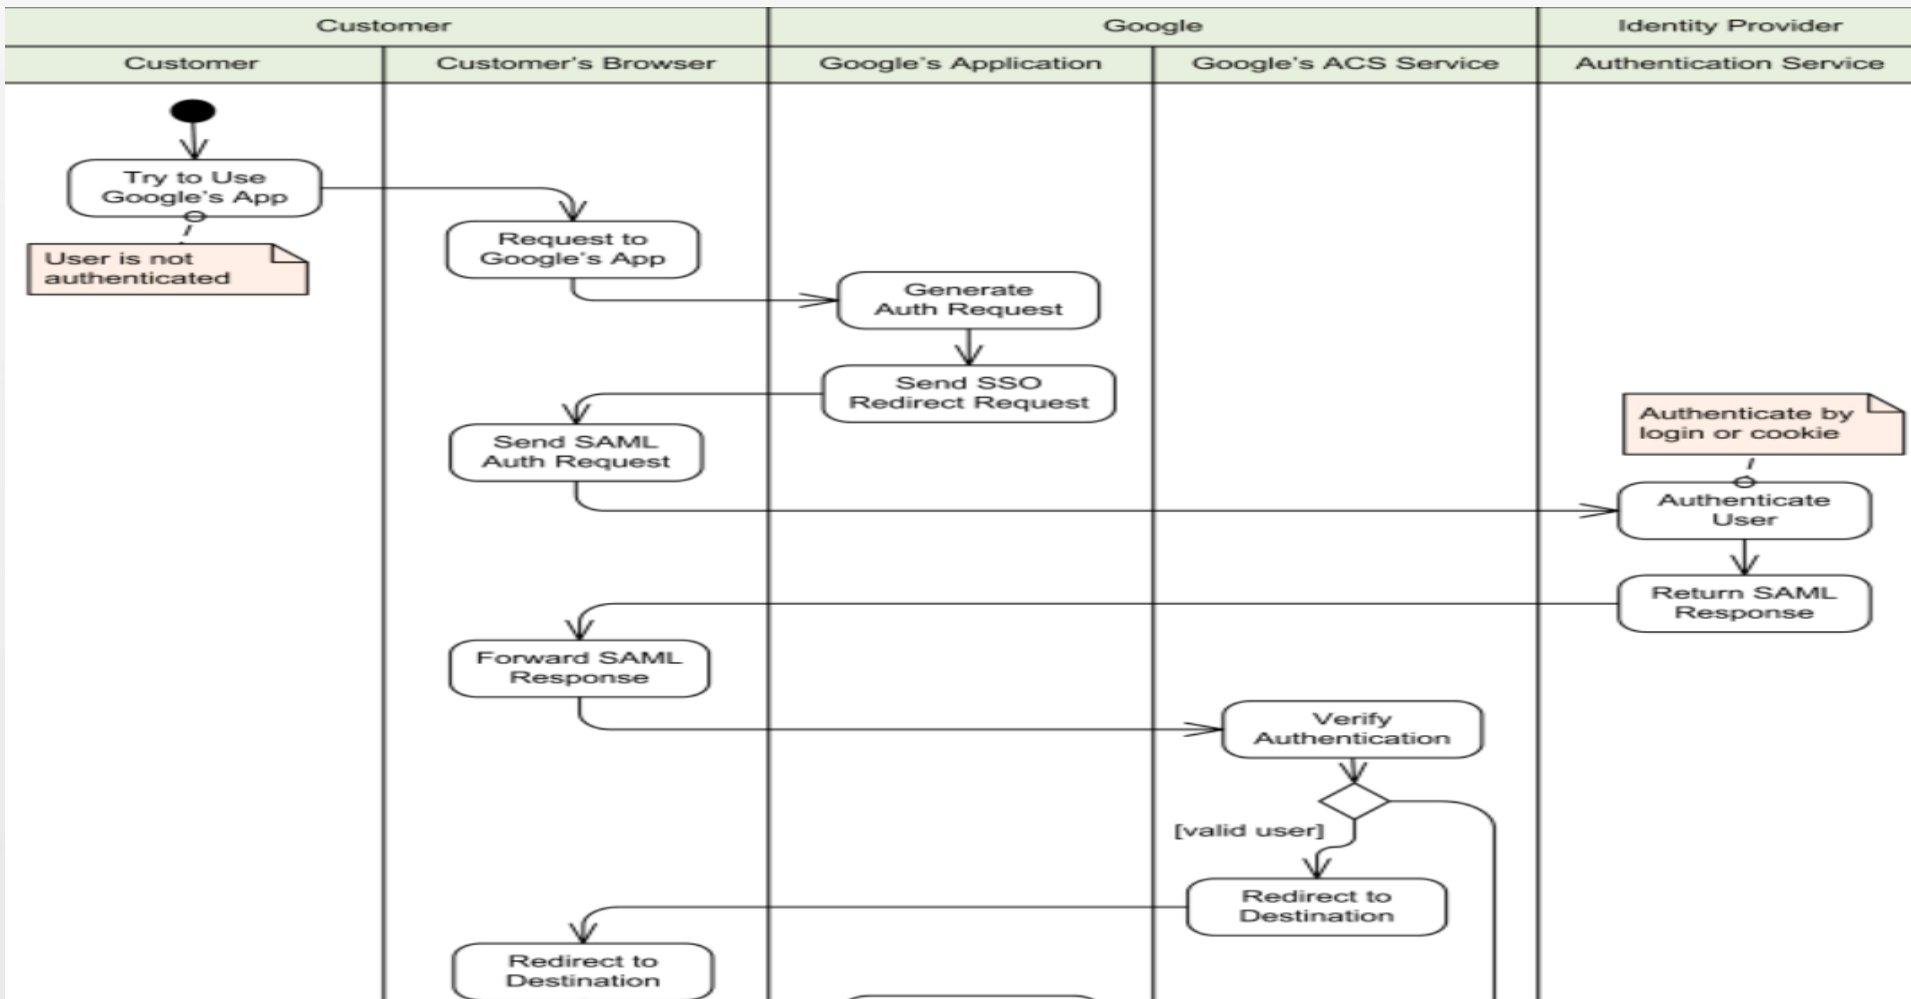 Customer
Google
Identity Provider
Customer
Customer's Browser
Google's Application
Google's ACS Service
Authentication Service
Try to Use
Google's App
User is not
authenticated
Request to
Google's App
Generate
Auth Request
Send SSO
Redirect Request
Send SAML
Auth Request
Authenticate by
login or cookie
Authenticate
User
Return SAML
Response
Forward SAML
Response
Verify
Authentication
[valid user]
Redirect to
Destination
Redirect to
Destination